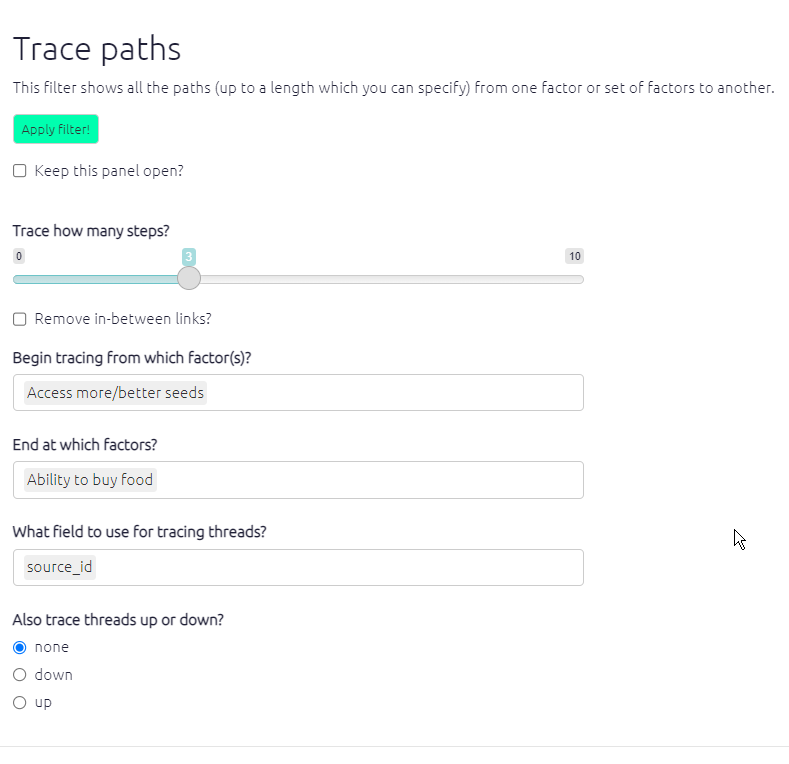 Trace paths
This filter shows all the paths (up to a length which you can specify) from one factor or set of factors to another.
Apply filter!
Keep this panel open?
Trace how many steps?
0 3 10
Remove in-between links?
Begin tracing from which factor(s)?
Access more/better seeds
End at which factors?
Ability to buy food
What field to use for tracing threads?
source_id
Also trace threads up or down?
none
down
up